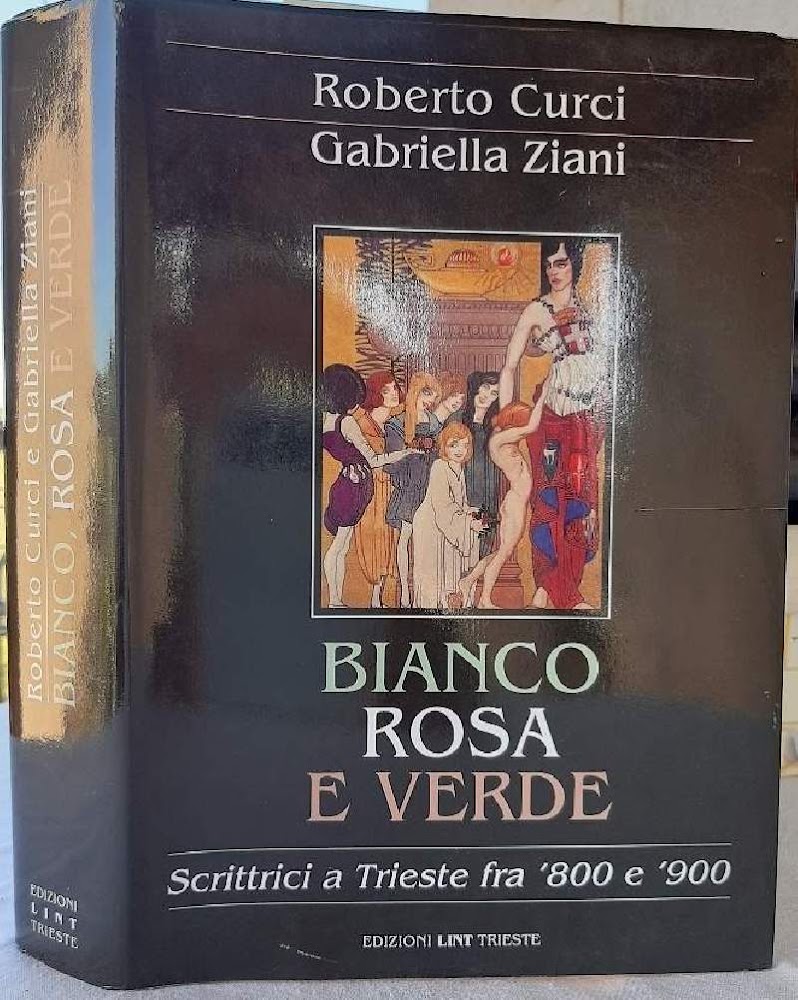 Roberto Curci
Gabriella Ziani
BIANCO
ROSA
E VERDE
Scrittrici a Trieste fra '800 e '900
EDIZIONI LINT TRIESTE
Roberto Curci e Gabriella Ziani
BIANCO, ROSA E VERDE
EDIZIONI
LINT
TRIESTE